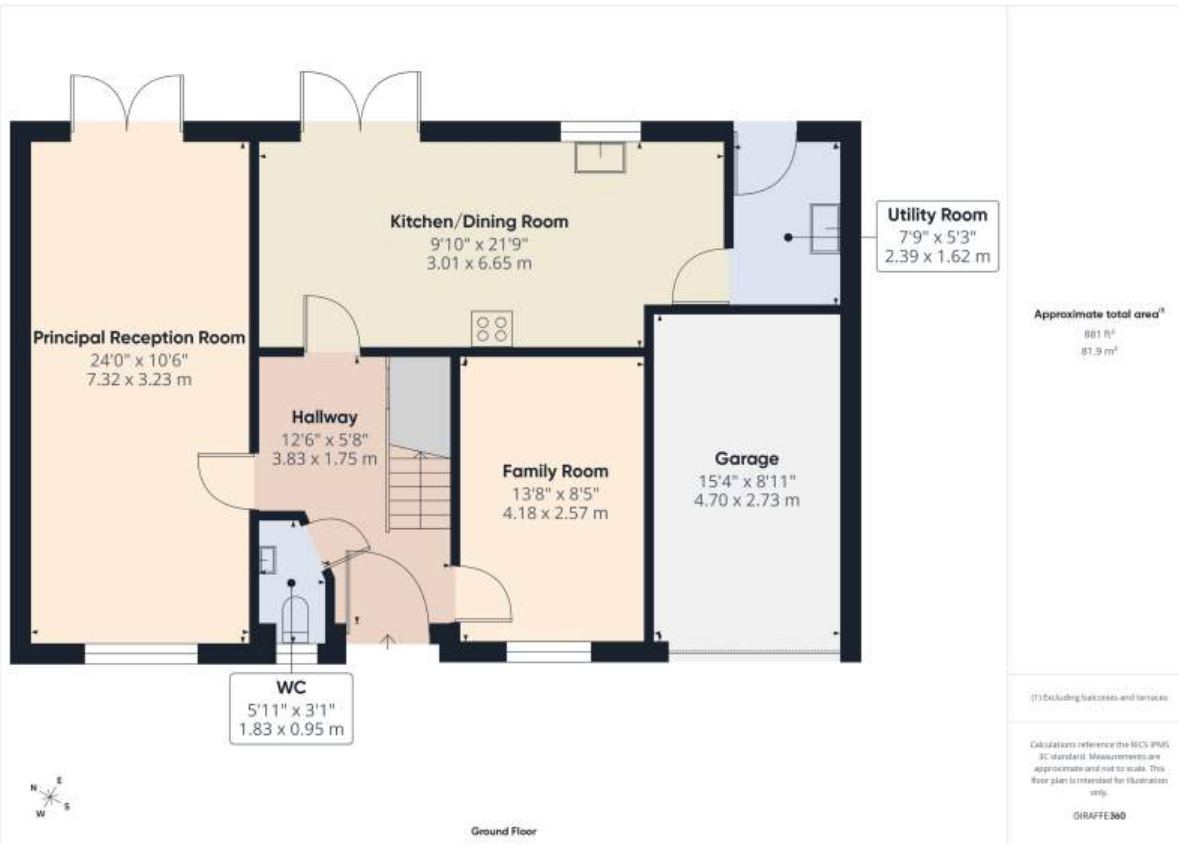 Kitchen/Dining Room
9'10" x 21'9"
3.01 x 6.65 m
Utility Room
7'9" x 5'3"
2.39 x 1.62 m
Principal Reception Room
24'0" x 10'6"
7.32 x 3.23 m
Hallway
12'6" x 5'8"
3.83 x 1.75 m
Family Room
13'8" x 8'5"
4.18 x 2.57 m
Garage
15'4" x 8'11"
4.70 x 2.73 m
WC
5'11" x 3'1"
1.83 x 0.95 m
N
E
S
W
Ground Floor
Approximate total area⁽¹⁾
881 ft²
81.9 m²
(1) Excluding balconies and terraces
Calculations reference the RICS IPMS
3C standard. Measurements are
approximate and not to scale. This
floor plan is intended for illustration
only.
GIRAFFE360